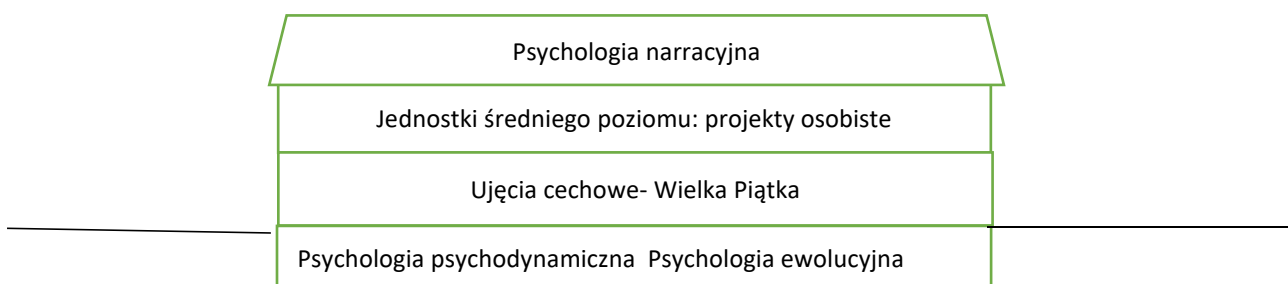 Psychologia narracyjna
Jednostki średniego poziomu: projekty osobiste
Ujęcia cechowe- Wielka Piątka
Psychologia psychodynamiczna  Psychologia ewolucyjna